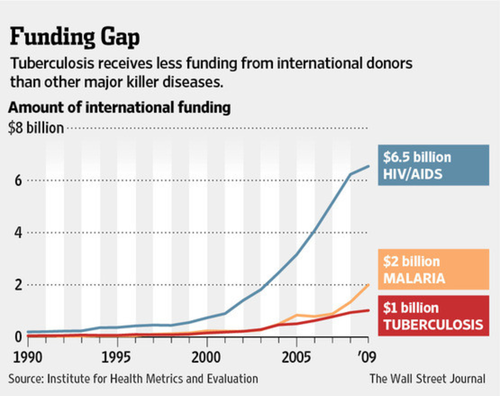 Funding Gap
Tuberculosis receives less funding from international donors
than other major killer diseases.
Amount of international funding
$8 billion
6
4
2
0
$6.5 billion
HIV/AIDS
$2 billion
MALARIA
$1 billion
TUBERCULOSIS
1990 1995 2000 2005 '09
Source: Institute for Health Metrics and Evaluation The Wall Street Journal